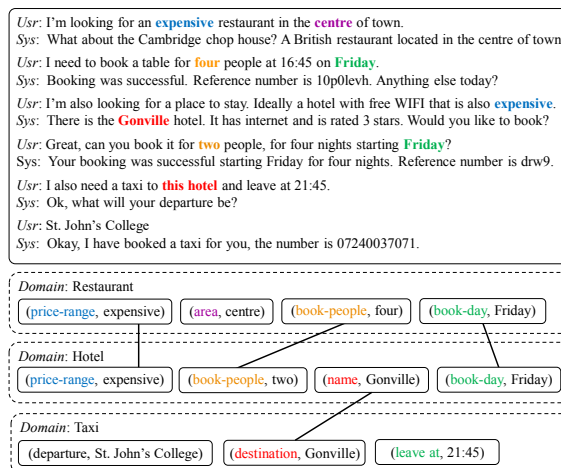 Usr: I'm looking for an expensive restaurant in the centre of town.
Sys: What about the Cambridge chop house? A British restaurant located in the centre of town
Usr: I need to book a table for four people at 16:45 on Friday.
Sys: Booking was successful. Reference number is 10p0levh. Anything else today?
Usr: I'm also looking for a place to stay. Ideally a hotel with free WIFI that is also expensive.
Sys: There is the Gonville hotel. It has internet and is rated 3 stars. Would you like to book?
Usr: Great, can you book it for two people, for four nights starting Friday?
Sys: Your booking was successful starting Friday for four nights. Reference number is drw9.
Usr: I also need a taxi to this hotel and leave at 21:45.
Sys: Ok, what will your departure be?
Usr: St. John's College
Sys: Okay, I have booked a taxi for you, the number is 07240037071.
Domain: Restaurant
(price-range, expensive) (area, centre) (book-people, four) (book-day, Friday)
Domain: Hotel
(price-range, expensive) (book-people, two) (name, Gonville) (book-day, Friday)
Domain: Taxi
(departure, St. John's College) (destination, Gonville) (leave at, 21:45)